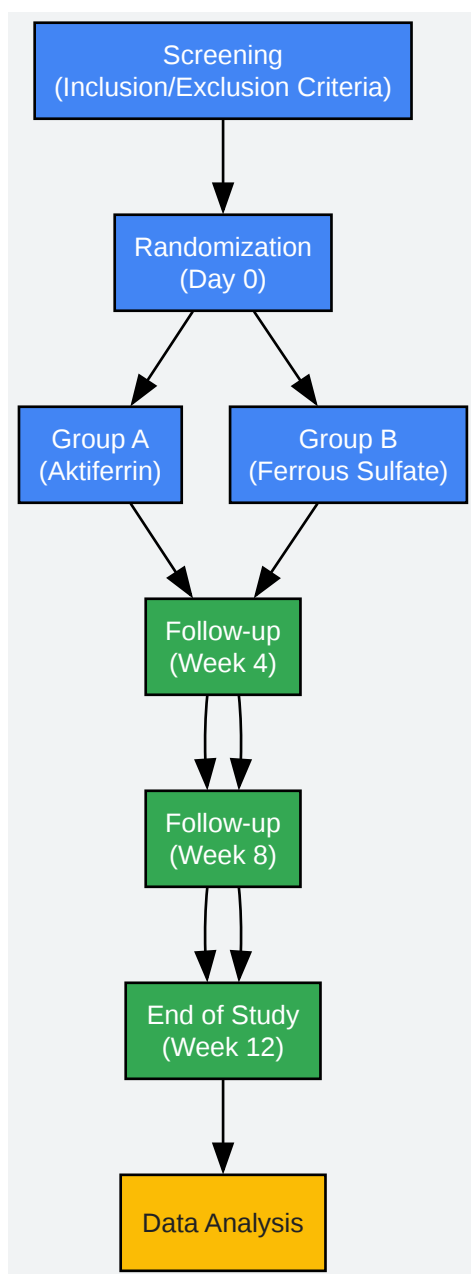 Screening
(Inclusion/Exclusion Criteria)
Randomization
(Day 0)
Group A
(Aktiferrin)
Group B
(Ferrous Sulfate)
Follow-up
(Week 4)
Follow-up
(Week 8)
End of Study
(Week 12)
Data Analysis